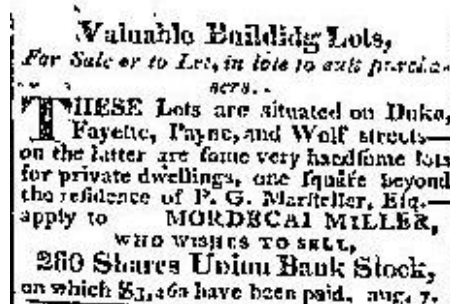 Valuable Buildidg Lots,
For Sale or to Let, in lots to suit purcha-
sers..
THESE Lots are situated on Duke,
Fayette, Payne, and Wolf streets—
on the latter are some very handsome lots
for private dwellings, one square beyond
the residence of P. G. Marsteller, Esq.—
apply to MORDECAI MILLER,
WHO WISHES TO SELL,
260 Shares Union Bank Stock,
on which have been paid. aug. 7.